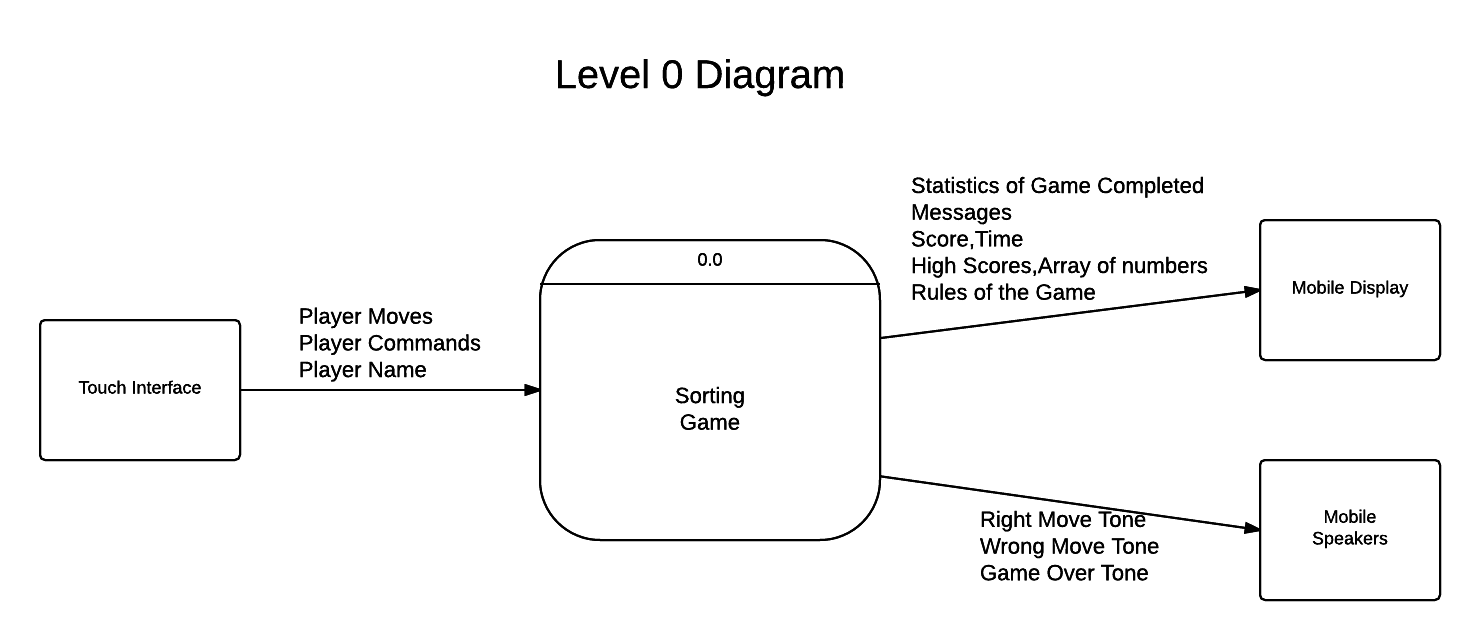 Level 0 Diagram
Touch Interface
Player Moves
Player Commands
Player Name
0.0
Sorting
Game
Statistics of Game Completed
Messages
Score,Time
High Scores,Array of numbers
Rules of the Game
Mobile Display
Right Move Tone
Wrong Move Tone
Game Over Tone
Mobile
Speakers